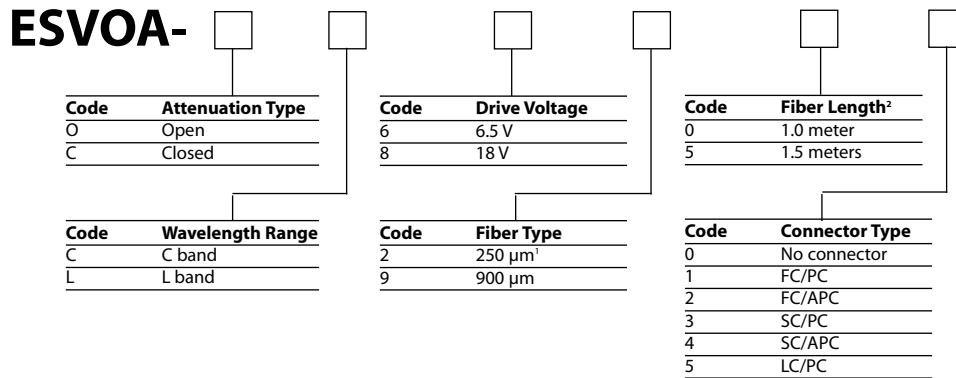 ESVOA-
Code Attenuation Type
O Open
C Closed
Code Drive Voltage
6 6.5 V
8 18 V
Code Fiber Length²
0 1.0 meter
5 1.5 meters
Code Wavelength Range
C C band
L L band
Code Fiber Type
2 250 µm¹
9 900 µm
Code Connector Type
0 No connector
1 FC/PC
2 FC/APC
3 SC/PC
4 SC/APC
5 LC/PC